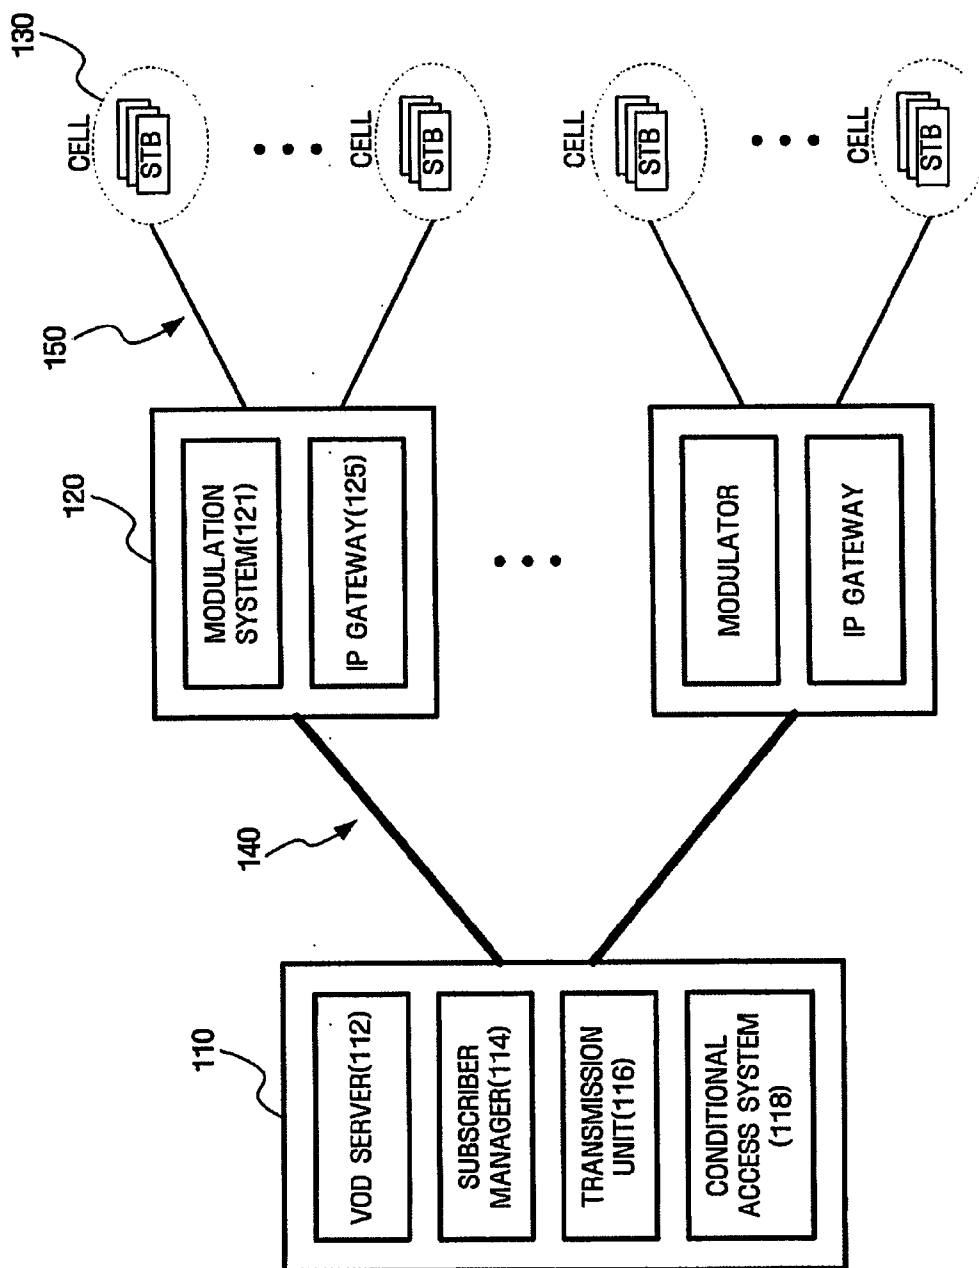 110
VOD SERVER(112)
SUBSCRIBER
MANAGER(114)
TRANSMISSION
UNIT(116)
CONDITIONAL
ACCESS SYSTEM
(118)
140
120
MODULATION
SYSTEM(121)
IP GATEWAY(125)
MODULATOR
IP GATEWAY
150
130
CELL
STB
CELL
STB
CELL
STB
CELL
STB